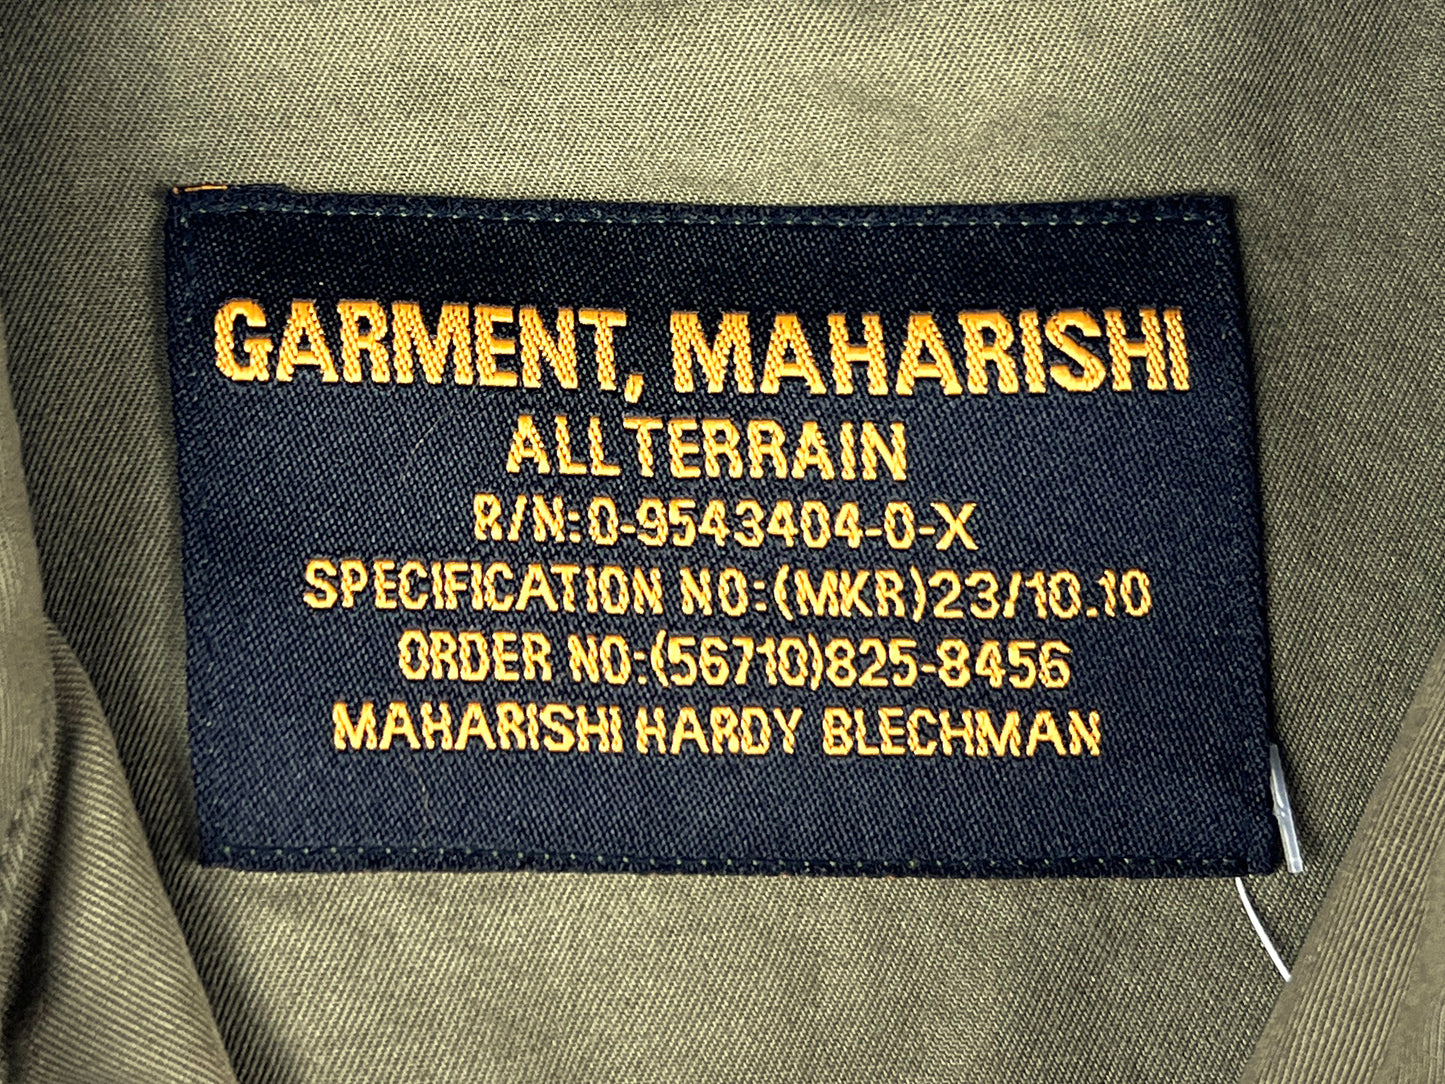 GARMENT, MAHARISHI
ALLTERRAIN
R/N:0-9543404-0-X
SPECIFICATION NO:(MKR)23/10.10
ORDER NO:(56710)825-8456
MAHARISHI HARDY BLECHMAN